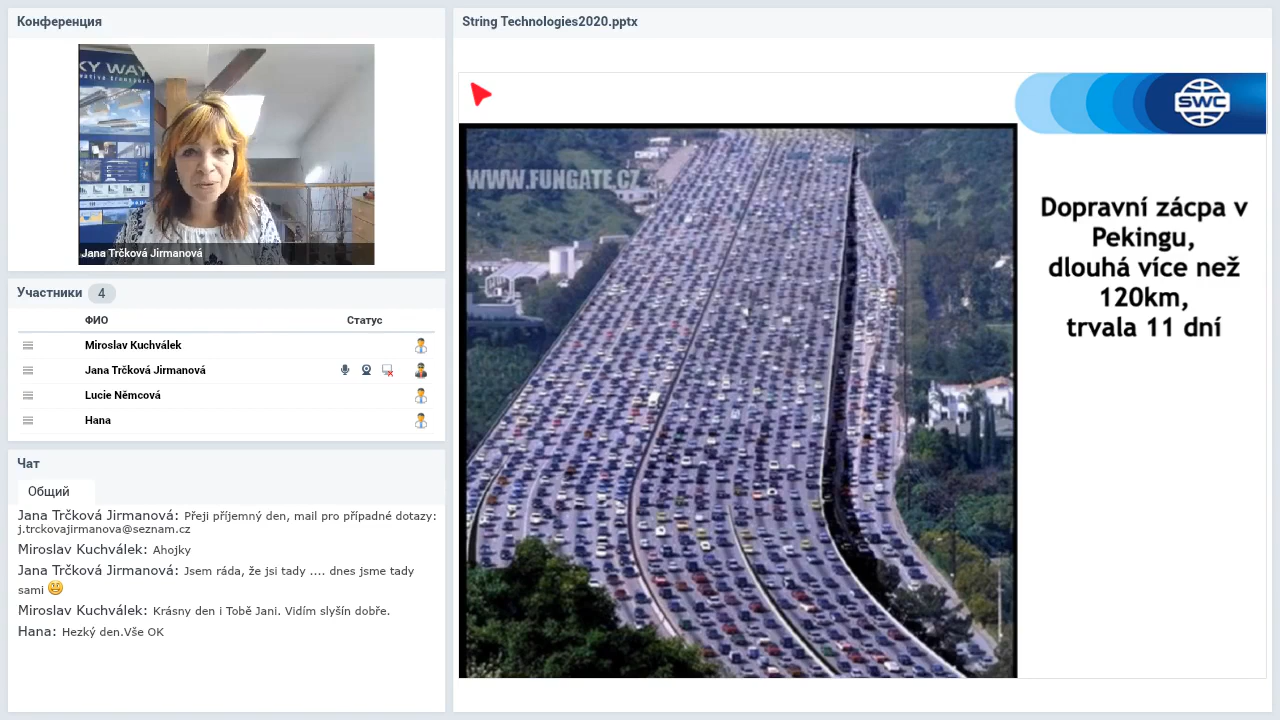 Конференция
KY WAY
Jana Trčková Jirmanová
Участники 4
ФИО Статус
Miroslav Kuchválek
Jana Trčková Jirmanová
Lucie Němcová
Hana
Чат
Общий
Jana Trčková Jirmanová: Přeji příjemný den, mail pro případné dotazy:
j.trckovajirmanova@seznam.cz
Miroslav Kuchválek: Ahojky
Jana Trčková Jirmanová: Jsem ráda, že jsi tady .... dnes jsme tady
sami
Miroslav Kuchválek: Krásny den i Tobě Jani. Vidím slyšín dobře.
Hana: Hezký den.Vše OK
String Technologies2020.pptx
SWC
WWW.FUNGATE.CZ
Dopravní zácpa v
Pekingu,
dlouhá více než
120km,
trvala 11 dní